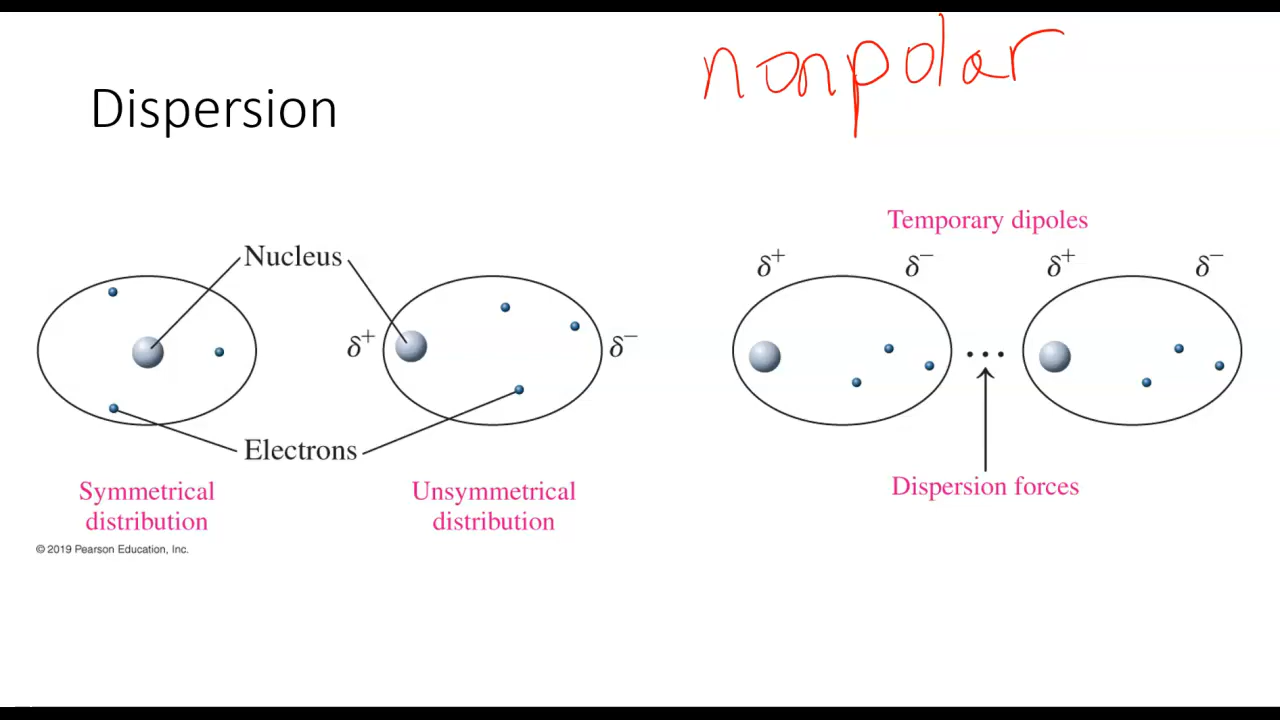 nonpolar
Dispersion
Temporary dipoles
Nucleus
δ+ δ− δ+ δ−
δ+ δ−
...
Electrons
Symmetrical
distribution
Unsymmetrical
distribution
Dispersion forces
© 2019 Pearson Education, Inc.